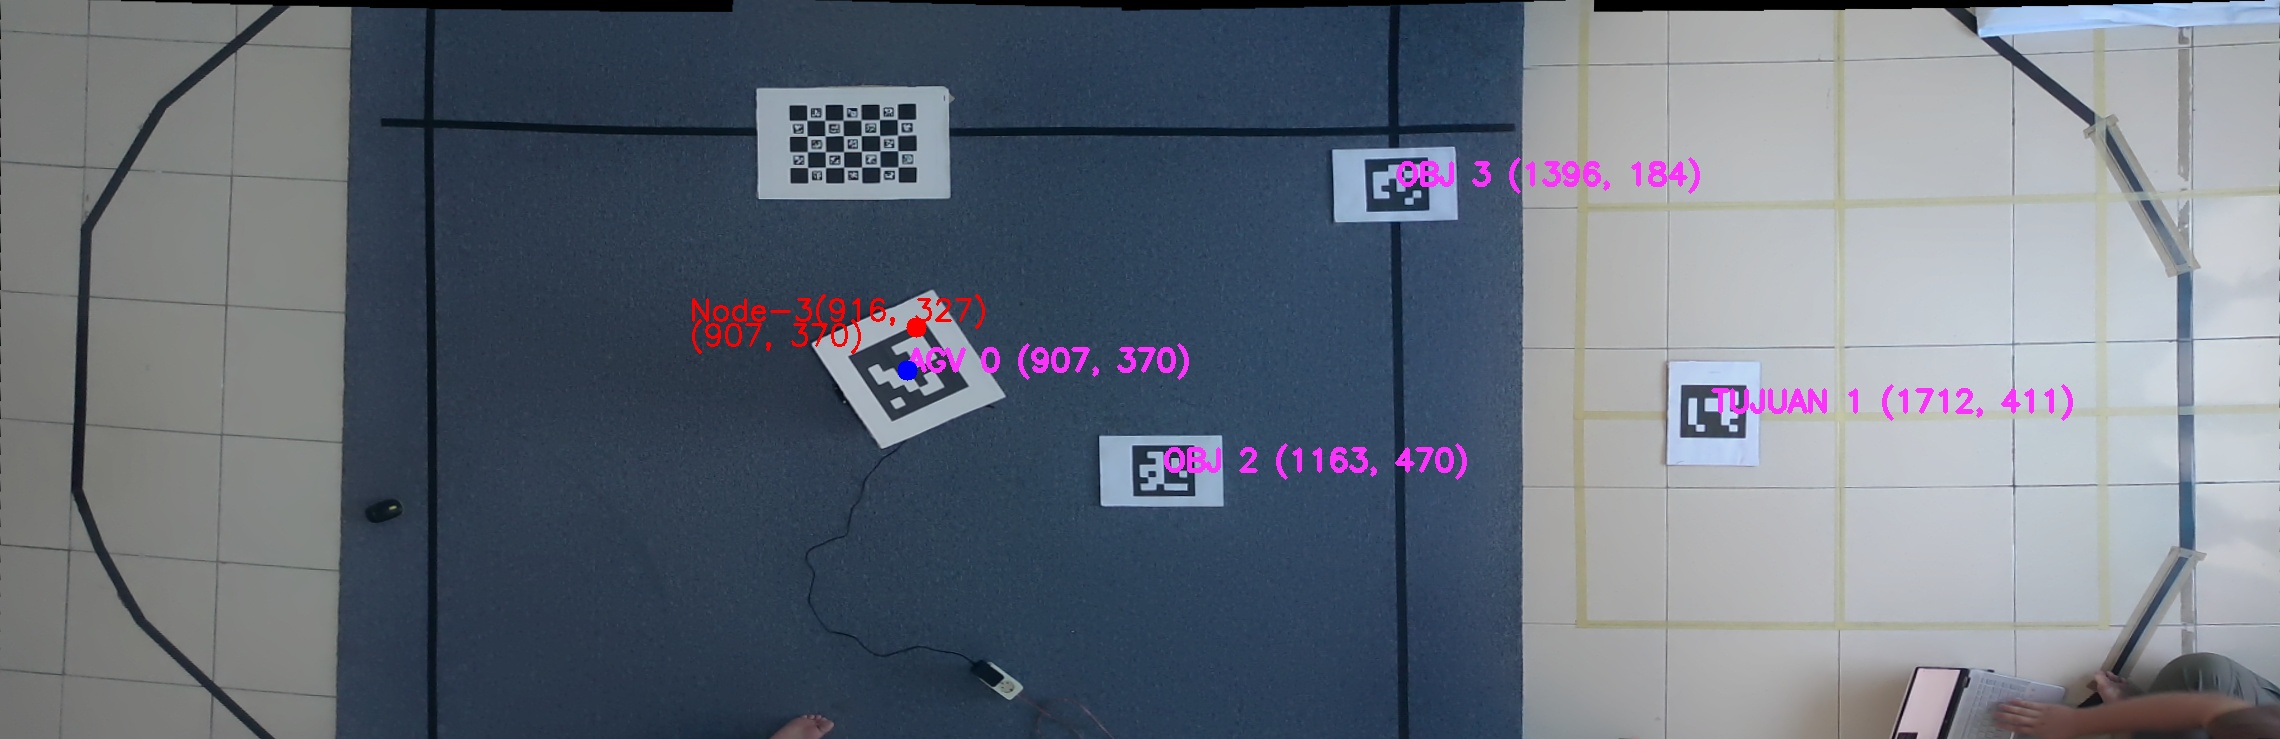 OBJ 3 (1396, 184)
Node-3(916, 327)
(907, 370)
AGV 0 (907, 370)
TUJUAN 1 (1712, 411)
OBJ 2 (1163, 470)